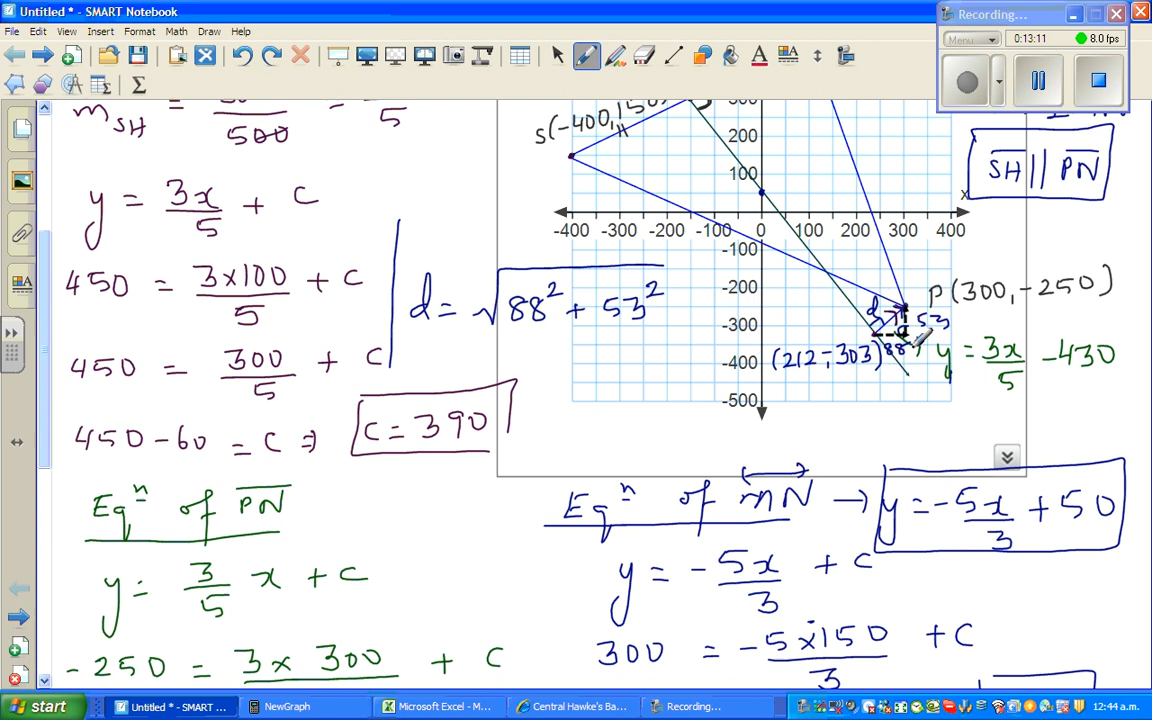 Untitled * - SMART Notebook
File Edit View Insert Format Math Draw Help
Recording...
Menu 0:13:11 8.0 fps
m SH = 500 = 5
y = 3x/5 + C
450 = 3×100/5 + C
450 = 300/5 + C
450 - 60 = C ⇒ C = 390
d = √88² + 53²
S(-400,150)
300
200
100
x
-400 -300 -200 -100 0 100 200 300 400
-100
-200
-300
-400
-500
P(300,-250)
d
53
(212,-303) 88
y = 3x/5 - 430
SH || PN
Eqⁿ of PN
y = 3/5 x + C
-250 = 3 × 300 + C
Eqⁿ of mN → y = -5x/3 + 50
y = -5x/3 + C
300 = -5×150/3 + C
start
Untitled * - SMART ...
NewGraph
Microsoft Excel - M...
Central Hawke's Ba...
Recording...
12:44 a.m.